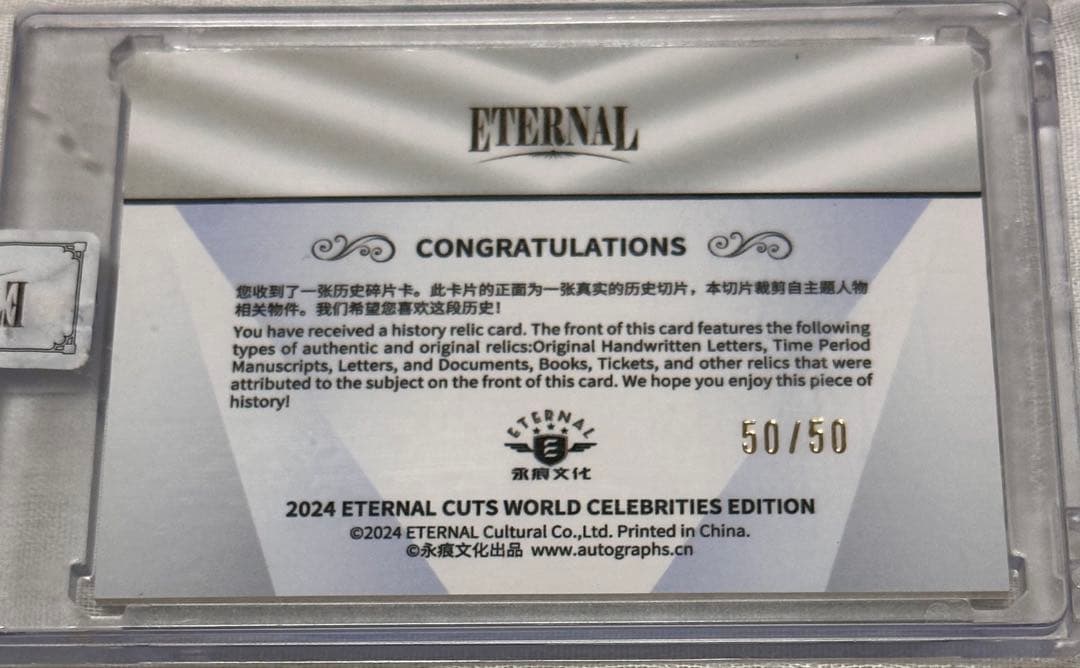 ETERNAL
CONGRATULATIONS
您收到了一张历史碎片卡。此卡片的正面为一张真实的历史切片，本切片裁剪自主题人物
相关物件。我们希望您喜欢这段历史！
You have received a history relic card. The front of this card features the following
types of authentic and original relics:Original Handwritten Letters, Time Period
Manuscripts, Letters, and Documents, Books, Tickets, and other relics that were
attributed to the subject on the front of this card. We hope you enjoy this piece of
history!
ETERNAL
永痕文化
50/50
2024 ETERNAL CUTS WORLD CELEBRITIES EDITION
©2024 ETERNAL Cultural Co.,Ltd. Printed in China.
©永痕文化出品 www.autographs.cn